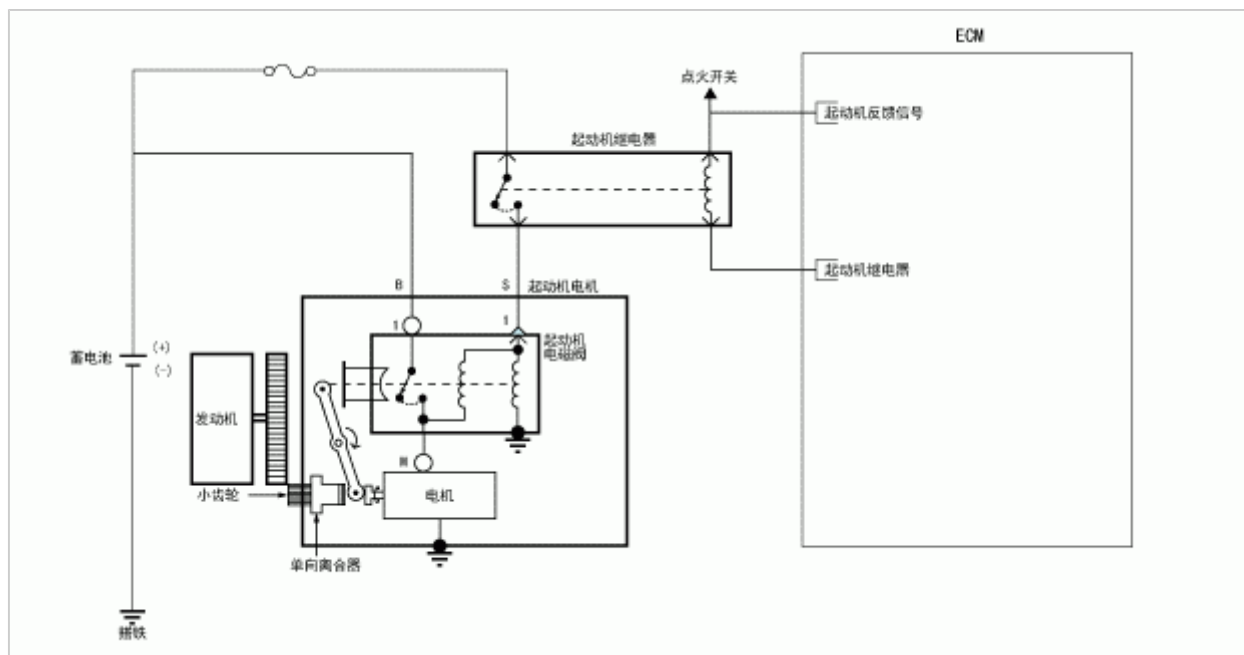 ECM
点火开关
起动机反馈信号
起动机继电器
起动机继电器
B
S
起动机电机
1
1
起动机
电磁阀
蓄电池
(+)
(-)
发动机
M
小齿轮
电机
单向离合器
搭铁